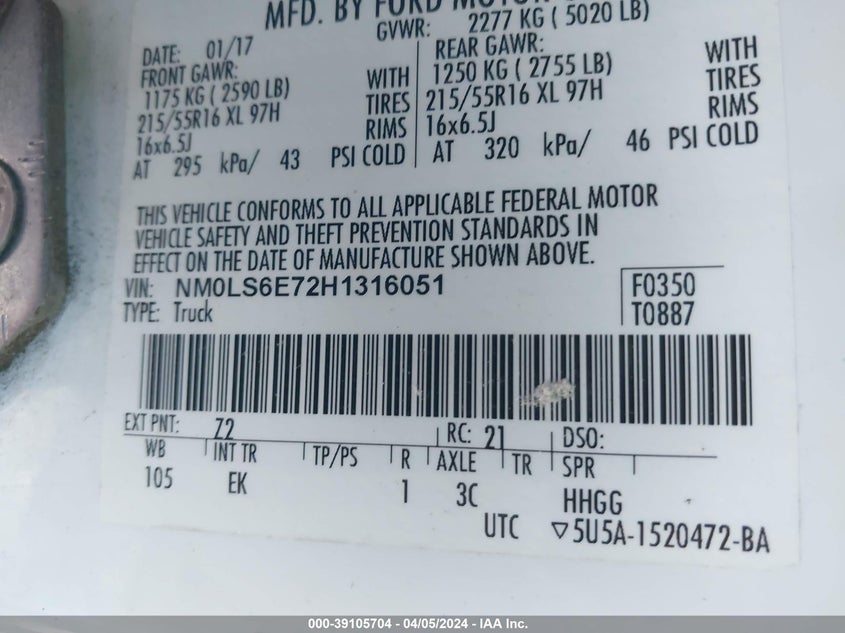 MFD. BY FORD MOTOR
GVWR: 2277 KG ( 5020 LB)
DATE: 01/17
FRONT GAWR: WITH
1175 KG ( 2590 LB) TIRES
215/55R16 XL 97H RIMS
16x6.5J
AT 295 kPa/ 43 PSI COLD
REAR GAWR: WITH
1250 KG ( 2755 LB) TIRES
215/55R16 XL 97H RIMS
16x6.5J
AT 320 kPa/ 46 PSI COLD
THIS VEHICLE CONFORMS TO ALL APPLICABLE FEDERAL MOTOR
VEHICLE SAFETY AND THEFT PREVENTION STANDARDS IN
EFFECT ON THE DATE OF MANUFACTURE SHOWN ABOVE.
VIN: NM0LS6E72H1316051 F0350
TYPE: Truck T0887
EXT PNT: Z2 RC: 21 DSO:
WB INT TR TP/PS R AXLE TR SPR
105 EK 1 3C HHGG
UTC ▽5U5A-1520472-BA
000-39105704 - 04/05/2024 - IAA Inc.